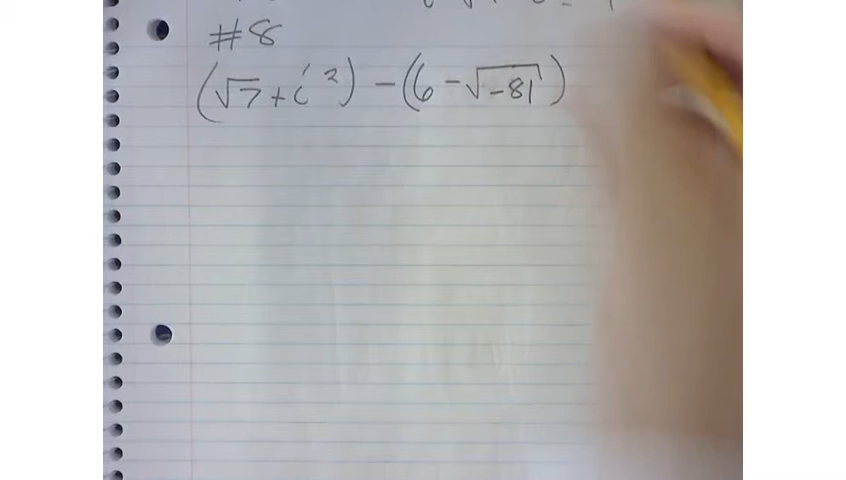 #8
(√7 + i²) - (6 - √-81)